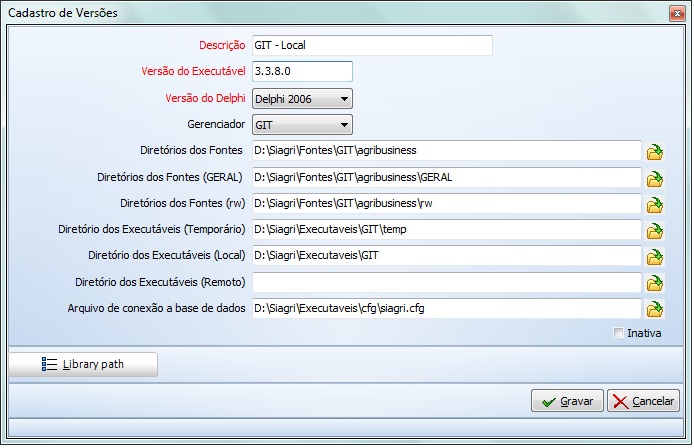 Cadastro de Versões
Descrição GIT - Local
Versão do Executável 3.3.8.0
Versão do Delphi Delphi 2006
Gerenciador GIT
Diretórios dos Fontes D:\Siagri\Fontes\GIT\agribusiness
Diretórios dos Fontes (GERAL) D:\Siagri\Fontes\GIT\agribusiness\GERAL
Diretórios dos Fontes (rw) D:\Siagri\Fontes\GIT\agribusiness\rw
Diretório dos Executáveis (Temporário) D:\Siagri\Executaveis\GIT\temp
Diretório dos Executáveis (Local) D:\Siagri\Executaveis\GIT
Diretório dos Executáveis (Remoto)
Arquivo de conexão a base de dados D:\Siagri\Executaveis\cfg\siagri.cfg
Inativa
Library path
Gravar Cancelar